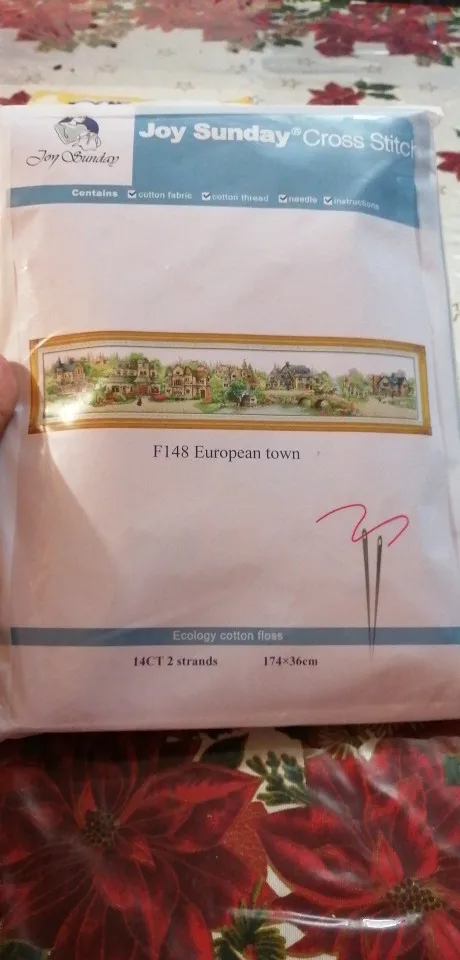 Joy Sunday
Joy Sunday® Cross Stitch
Contains cotton fabric cotton thread needle instructions
F148 European town
Ecology cotton floss
14CT 2 strands 174×36cm